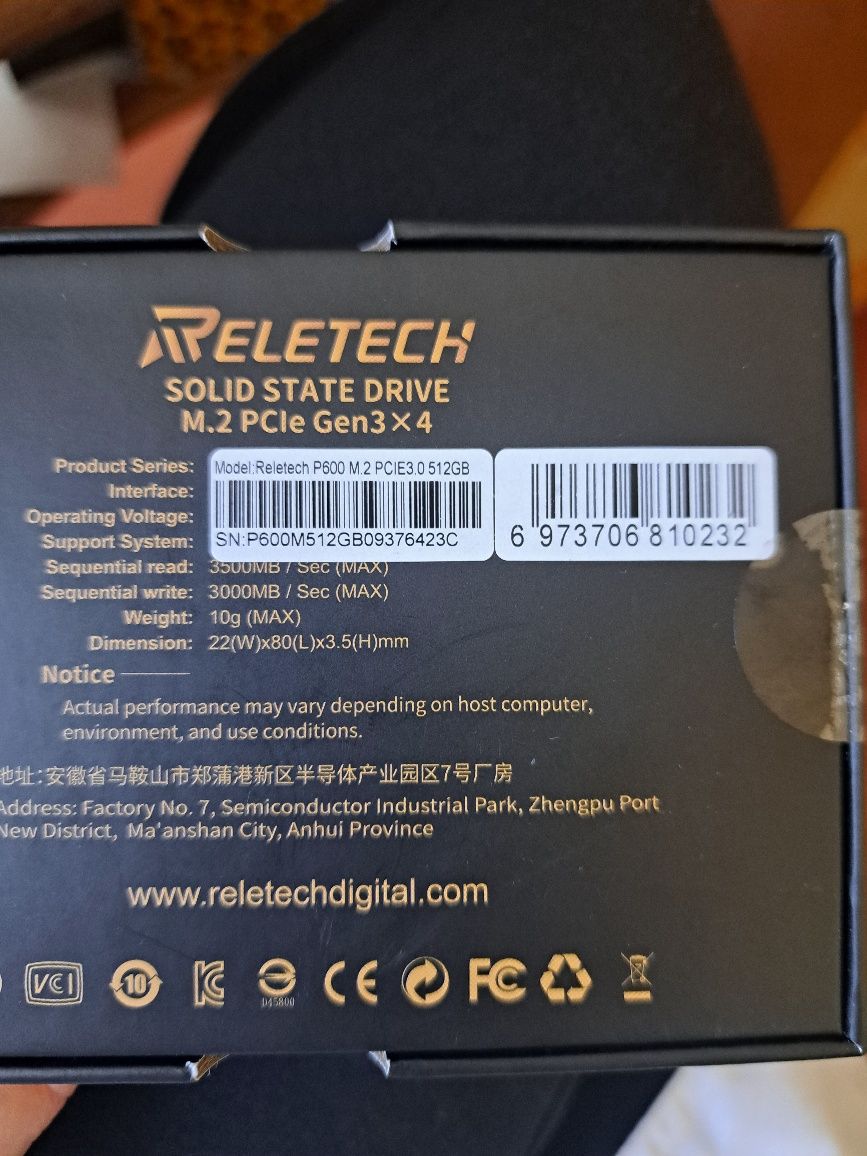 RELETECH
SOLID STATE DRIVE
M.2 PCIe Gen3×4
Product Series:
Model:Reletech P600 M.2 PCIE3.0 512GB
Interface:
Operating Voltage:
Support System:
SN:P600M512GB09376423C
6 973706 810232
Sequential read: 3500MB / Sec (MAX)
Sequential write: 3000MB / Sec (MAX)
Weight: 10g (MAX)
Dimension: 22(W)x80(L)x3.5(H)mm
Notice
Actual performance may vary depending on host computer,
environment, and use conditions.
地址:安徽省马鞍山市郑蒲港新区半导体产业园区7号厂房
Address: Factory No. 7, Semiconductor Industrial Park, Zhengpu Port
New District, Ma'anshan City, Anhui Province
www.reletechdigital.com
VCI 10 KC D45800 CE FC